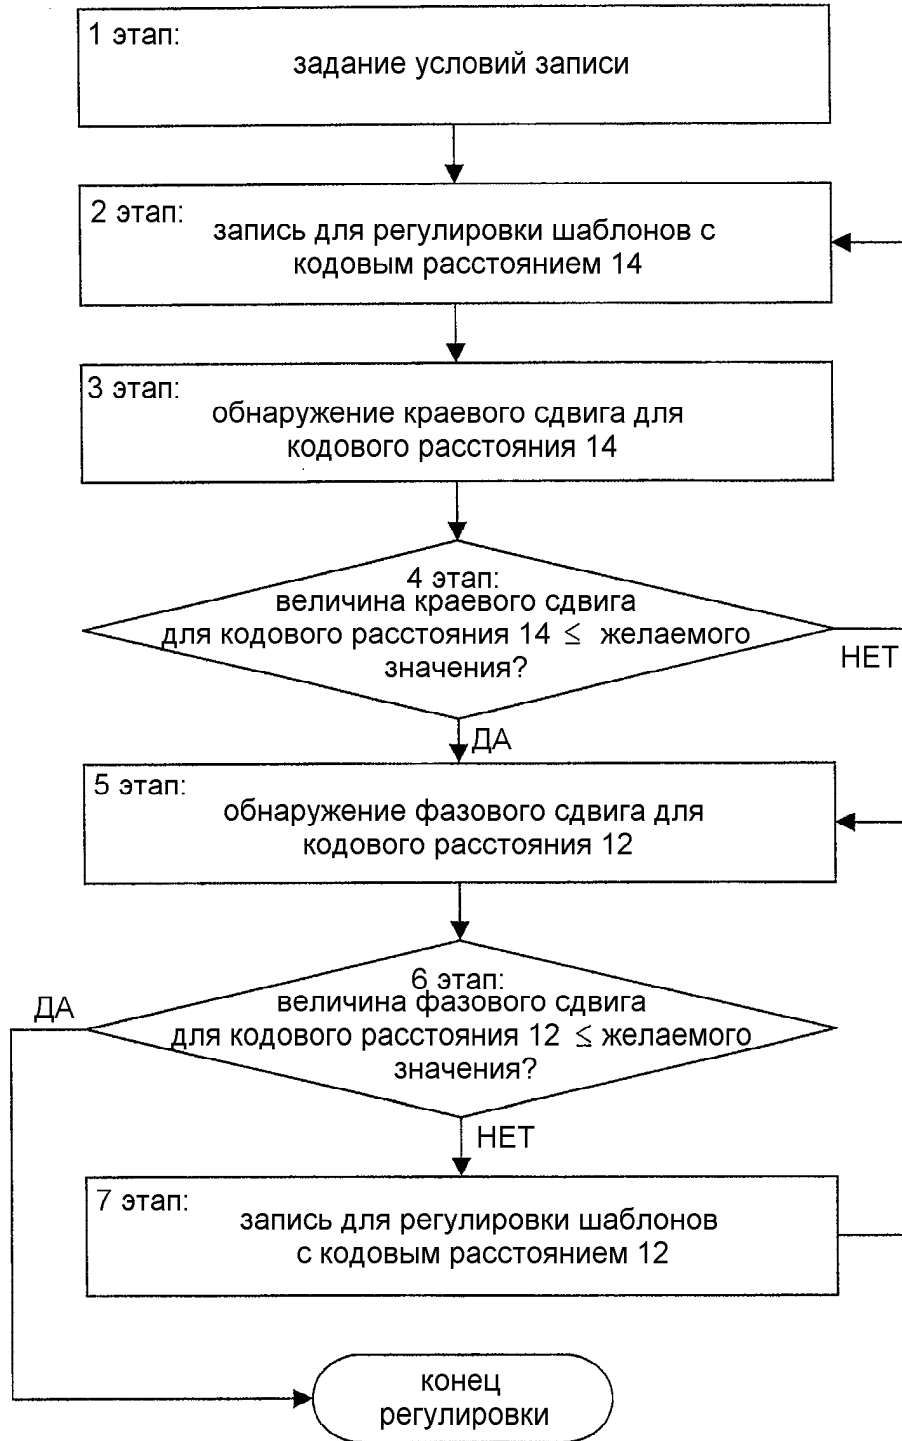 1 этап:
задание условий записи
2 этап:
запись для регулировки шаблонов с
кодовым расстоянием 14
3 этап:
обнаружение краевого сдвига для
кодового расстояния 14
4 этап:
величина краевого сдвига
для кодового расстояния 14 ≤ желаемого
значения?
НЕТ
ДА
5 этап:
обнаружение фазового сдвига для
кодового расстояния 12
6 этап:
величина фазового сдвига
для кодового расстояния 12 ≤ желаемого
значения?
ДА
НЕТ
7 этап:
запись для регулировки шаблонов
с кодовым расстоянием 12
конец
регулировки